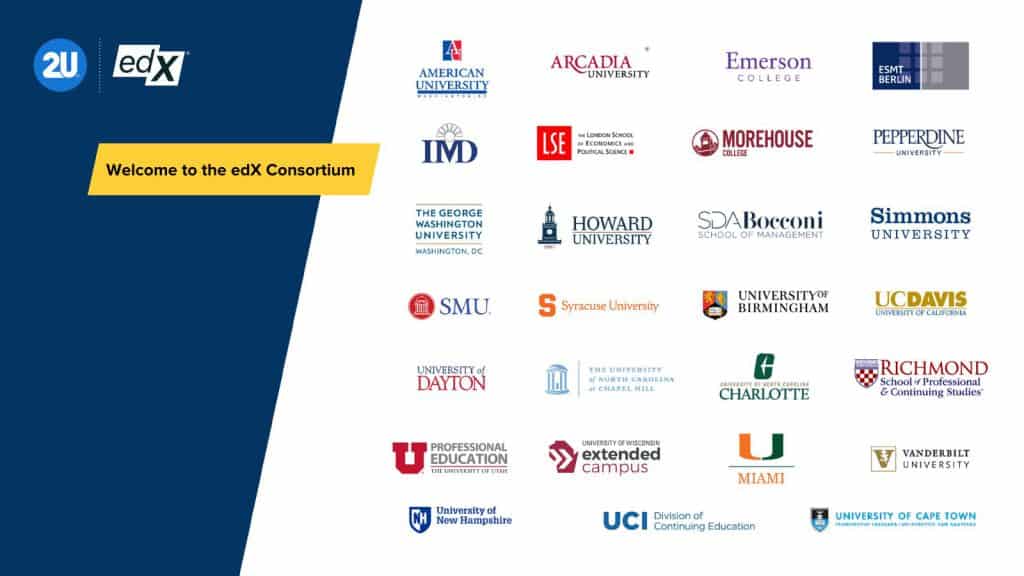 2U
edX
Welcome to the edX Consortium
AMERICAN
UNIVERSITY
WASHINGTON, DC
ARCADIA
UNIVERSITY
Emerson
COLLEGE
ESMT
BERLIN
IMD
LSE
THE LONDON SCHOOL
OF ECONOMICS AND
POLITICAL SCIENCE
MOREHOUSE
COLLEGE
PEPPERDINE
UNIVERSITY
THE GEORGE
WASHINGTON
UNIVERSITY
WASHINGTON, DC
HOWARD
UNIVERSITY
SDA Bocconi
SCHOOL OF MANAGEMENT
Simmons
UNIVERSITY
SMU
S
Syracuse University
UNIVERSITY OF
BIRMINGHAM
UCDAVIS
UNIVERSITY OF CALIFORNIA
UNIVERSITY of
DAYTON
THE UNIVERSITY
of NORTH CAROLINA
at CHAPEL HILL
UNIVERSITY OF NORTH CAROLINA
CHARLOTTE
RICHMOND
School of Professional
& Continuing Studies
U
PROFESSIONAL
EDUCATION
THE UNIVERSITY OF UTAH
UNIVERSITY OF WISCONSIN
extended
campus
U
MIAMI
V
VANDERBILT
UNIVERSITY
NH
University of
New Hampshire
UCI
Division of
Continuing Education
UNIVERSITY OF CAPE TOWN